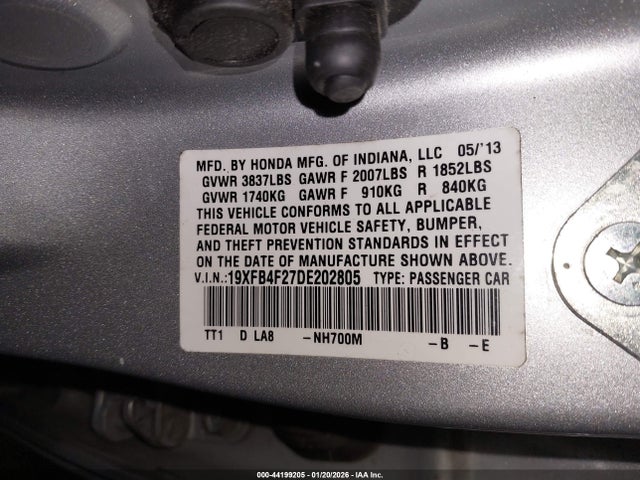 MFD. BY HONDA MFG. OF INDIANA, LLC 05/'13
GVWR 3837LBS GAWR F 2007LBS R 1852LBS
GVWR 1740KG GAWR F 910KG R 840KG
THIS VEHICLE CONFORMS TO ALL APPLICABLE
FEDERAL MOTOR VEHICLE SAFETY, BUMPER,
AND THEFT PREVENTION STANDARDS IN EFFECT
ON THE DATE OF MANUFACTURE SHOWN ABOVE.
V.I.N.:19XFB4F27DE202805 TYPE: PASSENGER CAR
TT1 D LA8 -NH700M -B -E
000-44199205 | 01/20/2026 - IAA Inc.